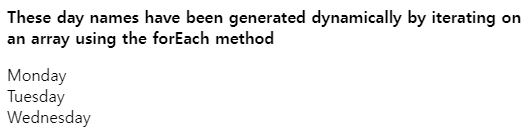 These day names have been generated dynamically by iterating on
an array using the forEach method
Monday
Tuesday
Wednesday